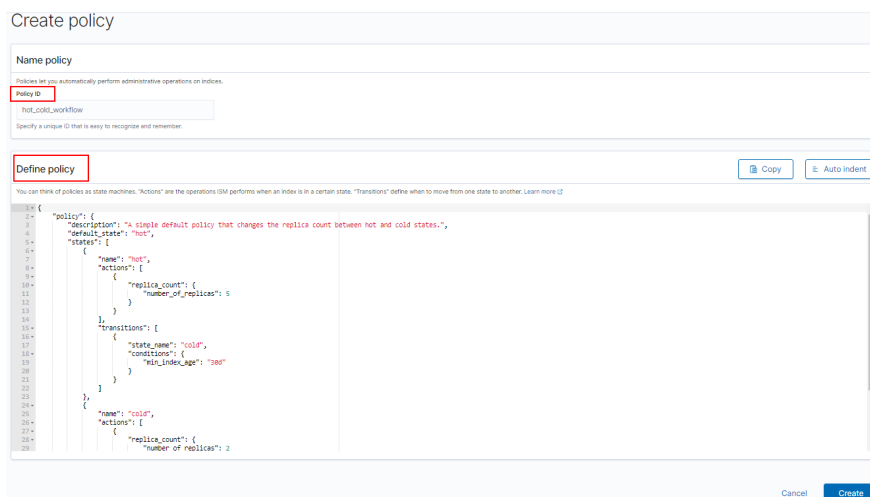 Create policy
Name policy
Policies let you automatically perform administrative operations on indices.
Policy ID
hot_cold_workflow
Specify a unique ID that is easy to recognize and remember.
Define policy
Copy
Auto indent
You can think of policies as state machines. "Actions" are the operations ISM performs when an index is in a certain state. "Transitions" define when to move from one state to another. Learn more
1 {
2 "policy": {
3 "description": "A simple default policy that changes the replica count between hot and cold states.",
4 "default_state": "hot",
5 "states": [
6 {
7 "name": "hot",
8 "actions": [
9 {
10 "replica_count": {
11 "number_of_replicas": 5
12 }
13 }
14 ],
15 "transitions": [
16 {
17 "state_name": "cold",
18 "conditions": {
19 "min_index_age": "30d"
20 }
21 }
22 ]
23 },
24 {
25 "name": "cold",
26 "actions": [
27 {
28 "replica_count": {
29 "number_of_replicas": 2
Cancel
Create